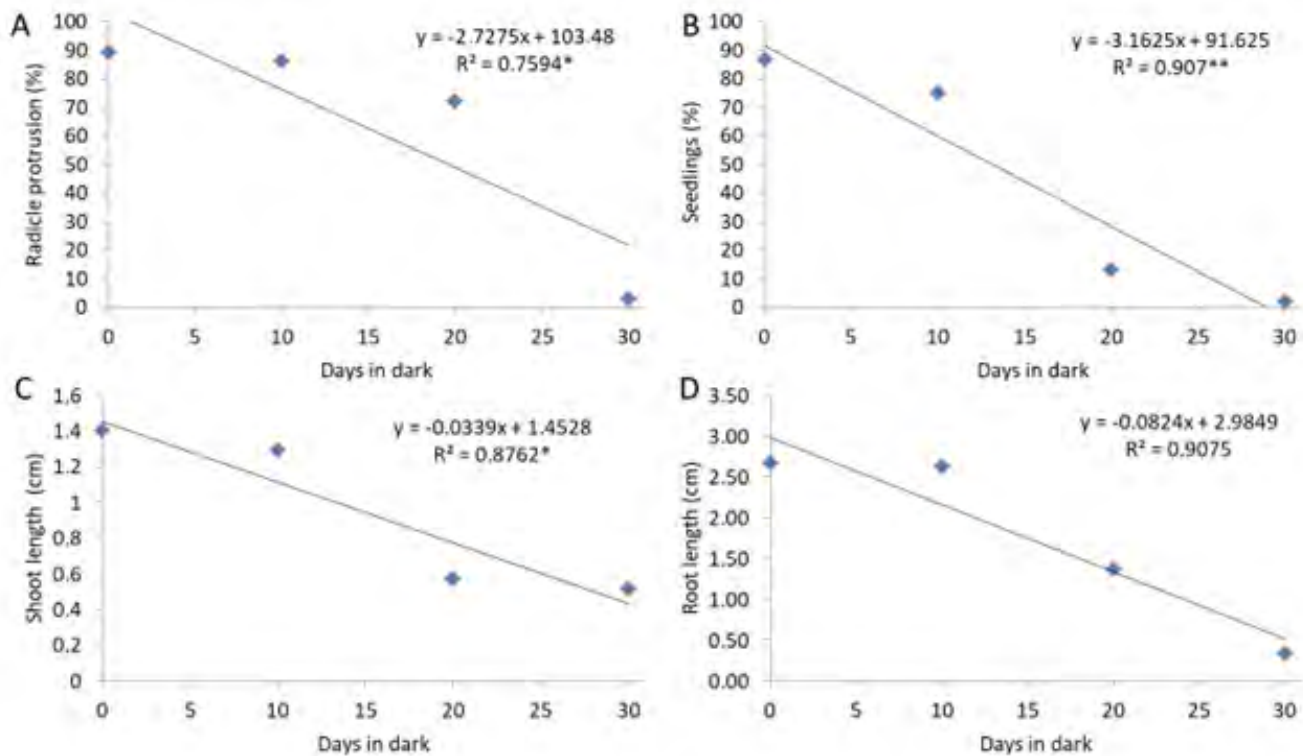 A
100
90
80
70
60
50
40
30
20
10
0
Radicle protrusion (%)
y = -2.7275x + 103.48
R² = 0.7594*
0 5 10 15 20 25 30
Days in dark
B
100
90
80
70
60
50
40
30
20
10
0
Seedlings (%)
y = -3.1625x + 91.625
R² = 0.907**
0 5 10 15 20 25 30
Days in dark
C
1.6
1.4
1.2
1
0.8
0.6
0.4
0.2
0
Shoot length (cm)
y = -0.0339x + 1.4528
R² = 0.8762*
0 5 10 15 20 25 30
Days in dark
D
3.50
3.00
2.50
2.00
1.50
1.00
0.50
0.00
Root length (cm)
y = -0.0824x + 2.9849
R² = 0.9075
0 5 10 15 20 25 30
Days in dark